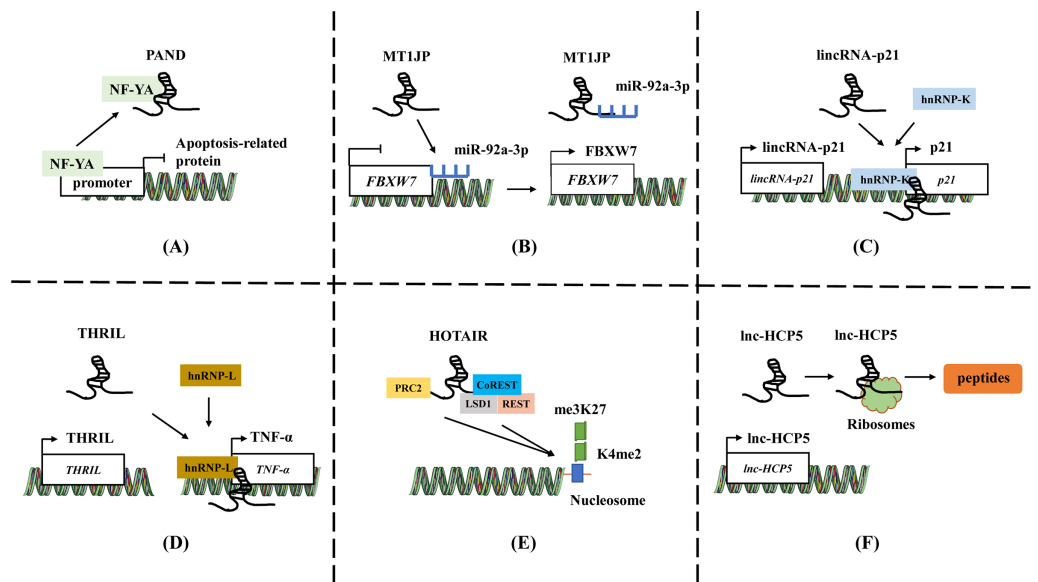 PAND
NF-YA
NF-YA
promoter
Apoptosis-related
protein
(A)
MT1JP
miR-92a-3p
FBXW7
MT1JP
miR-92a-3p
FBXW7
FBXW7
(B)
lincRNA-p21
hnRNP-K
lincRNA-p21
lincRNA-p21
hnRNP-K
p21
p21
(C)
THRIL
hnRNP-L
THRIL
THRIL
hnRNP-L
TNF-α
TNF-α
(D)
HOTAIR
PRC2
CoREST
LSD1
REST
me3K27
K4me2
Nucleosome
(E)
lnc-HCP5
lnc-HCP5
Ribosomes
peptides
lnc-HCP5
lnc-HCP5
(F)